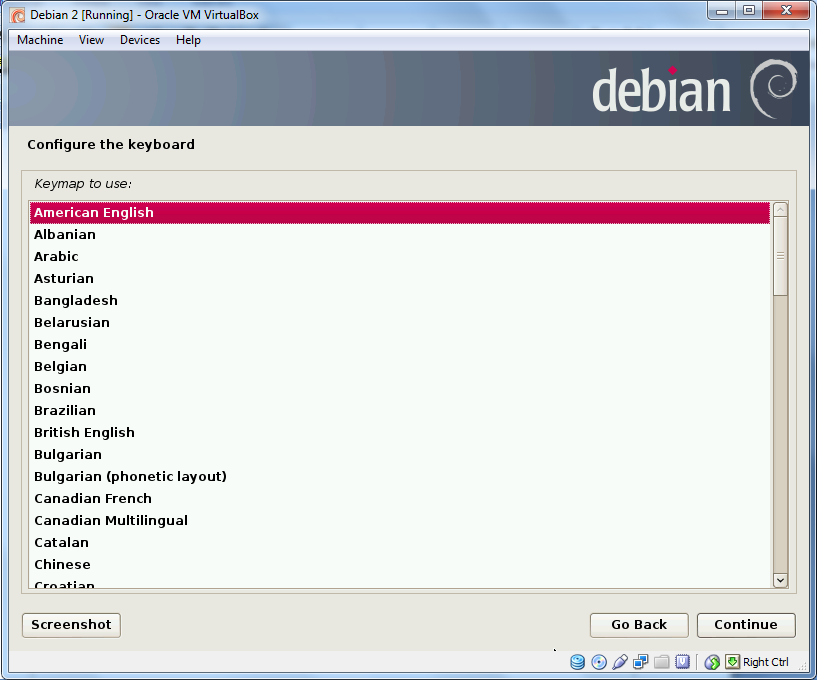 Debian 2 [Running] - Oracle VM VirtualBox
Machine View Devices Help
debian
Configure the keyboard
Keymap to use:
American English
Albanian
Arabic
Asturian
Bangladesh
Belarusian
Bengali
Belgian
Bosnian
Brazilian
British English
Bulgarian
Bulgarian (phonetic layout)
Canadian French
Canadian Multilingual
Catalan
Chinese
Croatian
Screenshot Go Back Continue
Right Ctrl